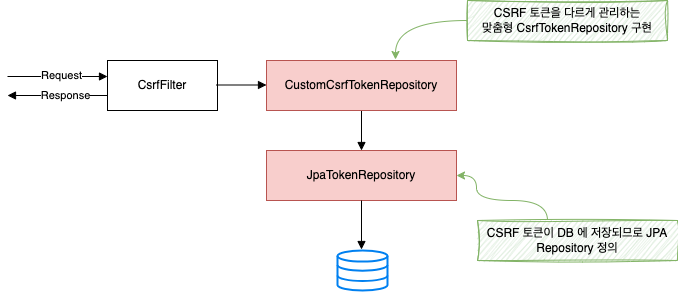 CSRF 토큰을 다르게 관리하는
맞춤형 CsrfTokenRepository 구현
Request
Response
CsrfFilter
CustomCsrfTokenRepository
JpaTokenRepository
CSRF 토큰이 DB 에 저장되므로 JPA
Repository 정의